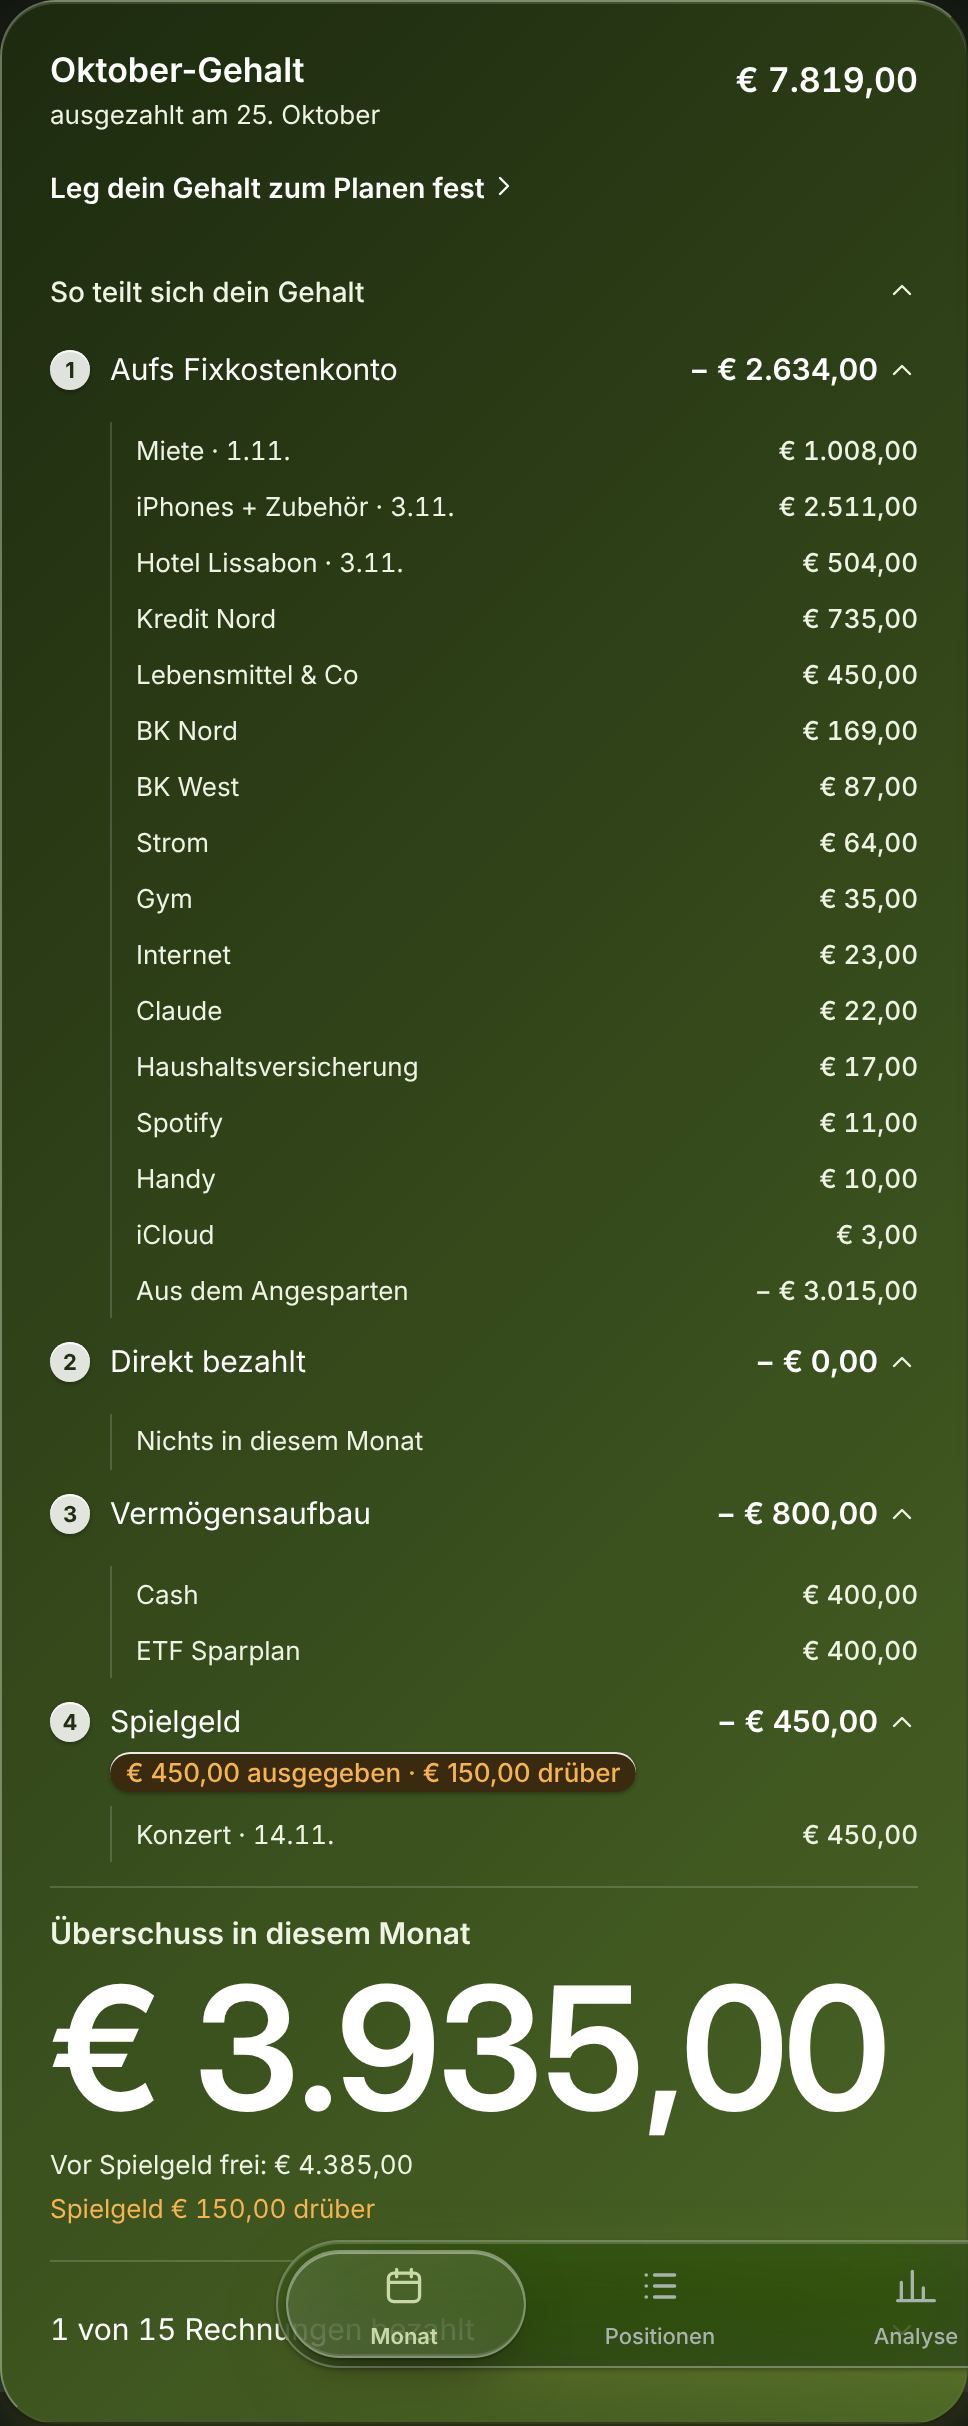 Oktober-Gehalt
€ 7.819,00
ausgezahlt am 25. Oktober
Leg dein Gehalt zum Planen fest
So teilt sich dein Gehalt
1 Aufs Fixkostenkonto – € 2.634,00
Miete · 1.11. € 1.008,00
iPhones + Zubehör · 3.11. € 2.511,00
Hotel Lissabon · 3.11. € 504,00
Kredit Nord € 735,00
Lebensmittel & Co € 450,00
BK Nord € 169,00
BK West € 87,00
Strom € 64,00
Gym € 35,00
Internet € 23,00
Claude € 22,00
Haushaltsversicherung € 17,00
Spotify € 11,00
Handy € 10,00
iCloud € 3,00
Aus dem Angesparten – € 3.015,00
2 Direkt bezahlt – € 0,00
Nichts in diesem Monat
3 Vermögensaufbau – € 800,00
Cash € 400,00
ETF Sparplan € 400,00
4 Spielgeld – € 450,00
€ 450,00 ausgegeben · € 150,00 drüber
Konzert · 14.11. € 450,00
Überschuss in diesem Monat
€ 3.935,00
Vor Spielgeld frei: € 4.385,00
Spielgeld € 150,00 drüber
1 von 15 Rechnungen bezahlt
Monat Positionen Analyse